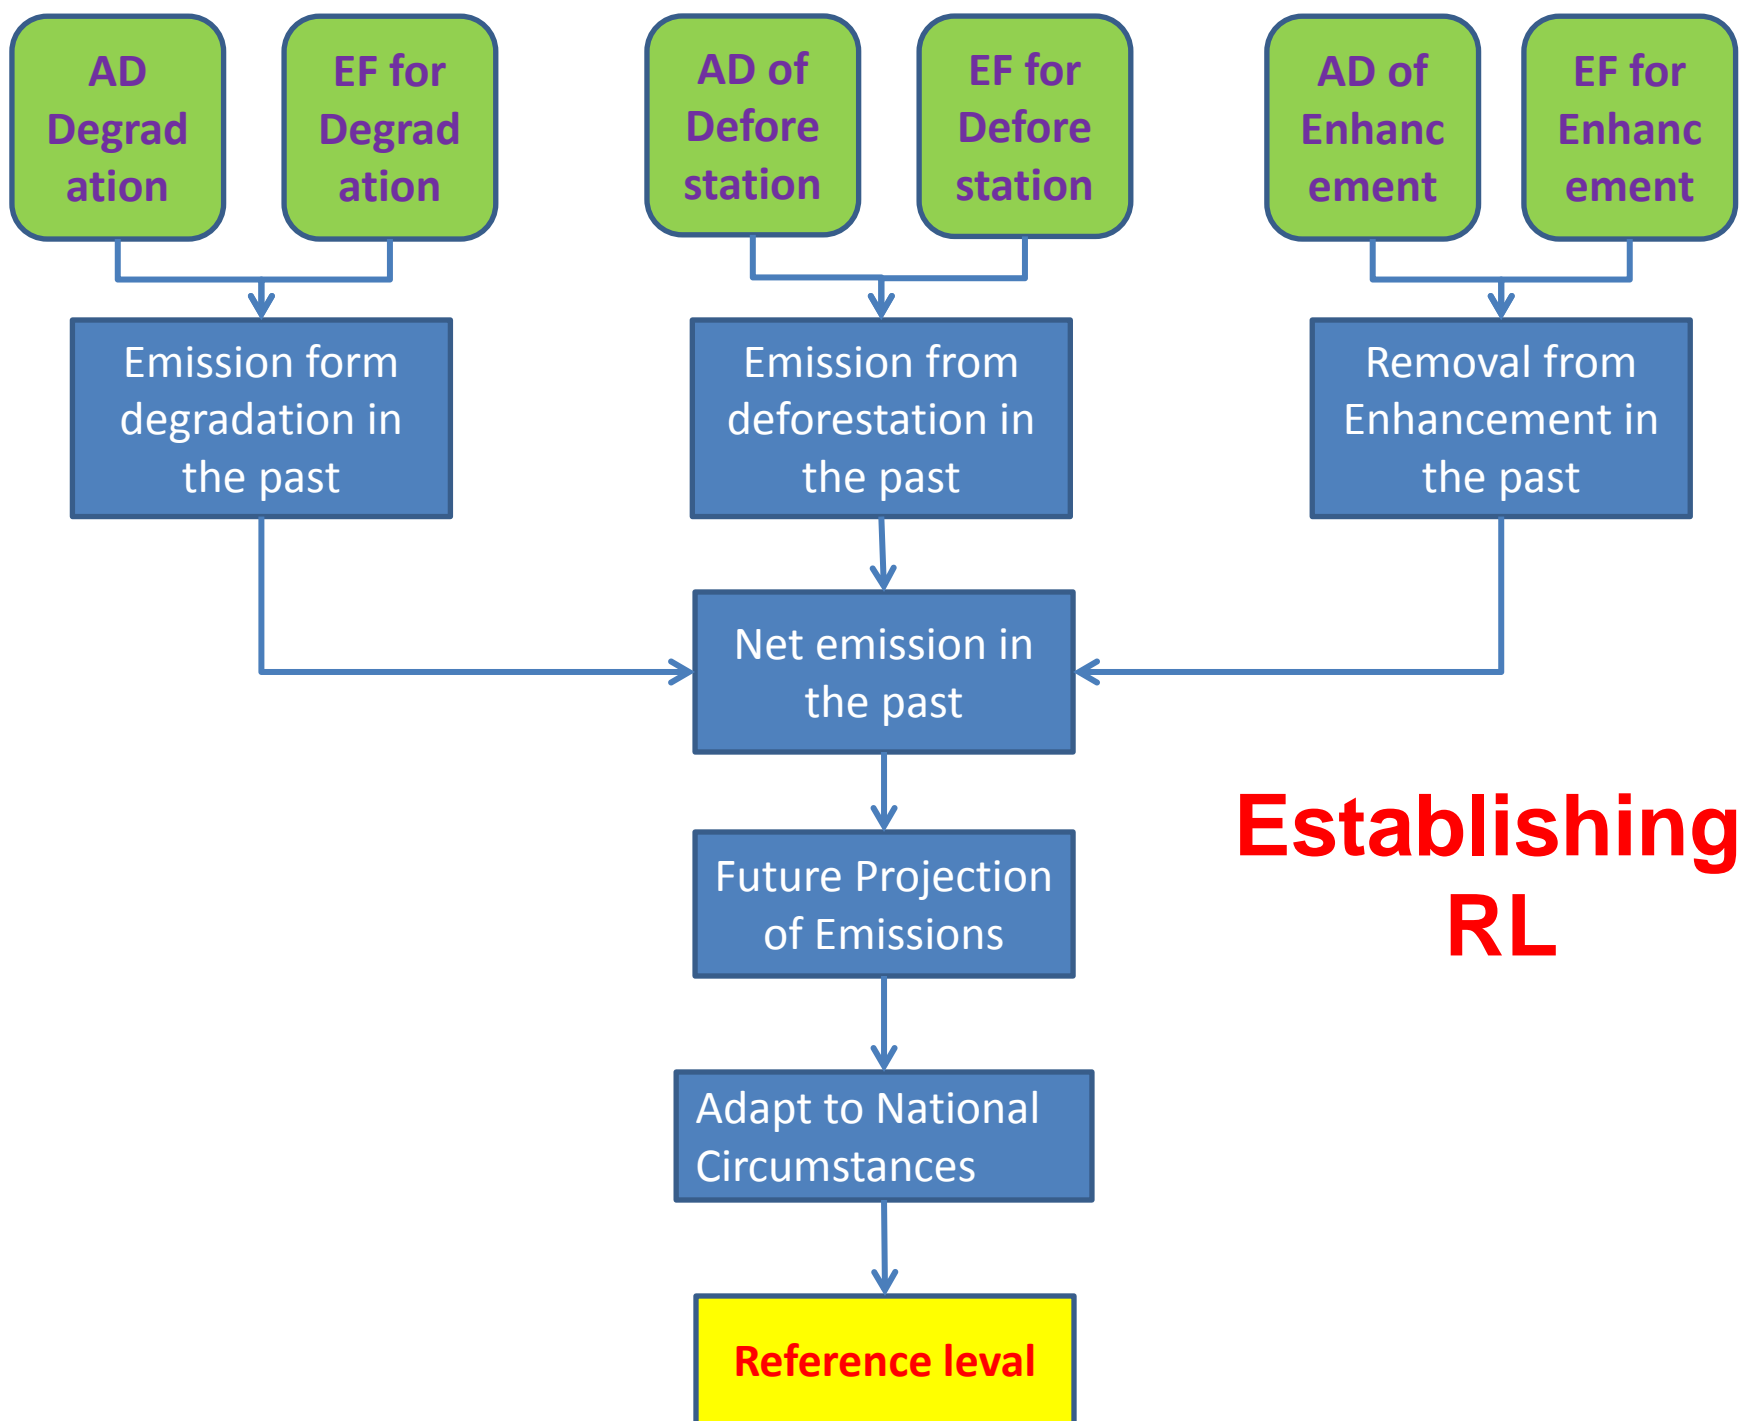 AD
Degrad
ation
EF for
Degrad
ation
AD of
Defore
station
EF for
Defore
station
AD of
Enhanc
ement
EF for
Enhanc
ement
Emission form
degradation in
the past
Emission from
deforestation in
the past
Removal from
Enhancement in
the past
Net emission in
the past
Establishing
RL
Future Projection
of Emissions
Adapt to National
Circumstances
Reference leval